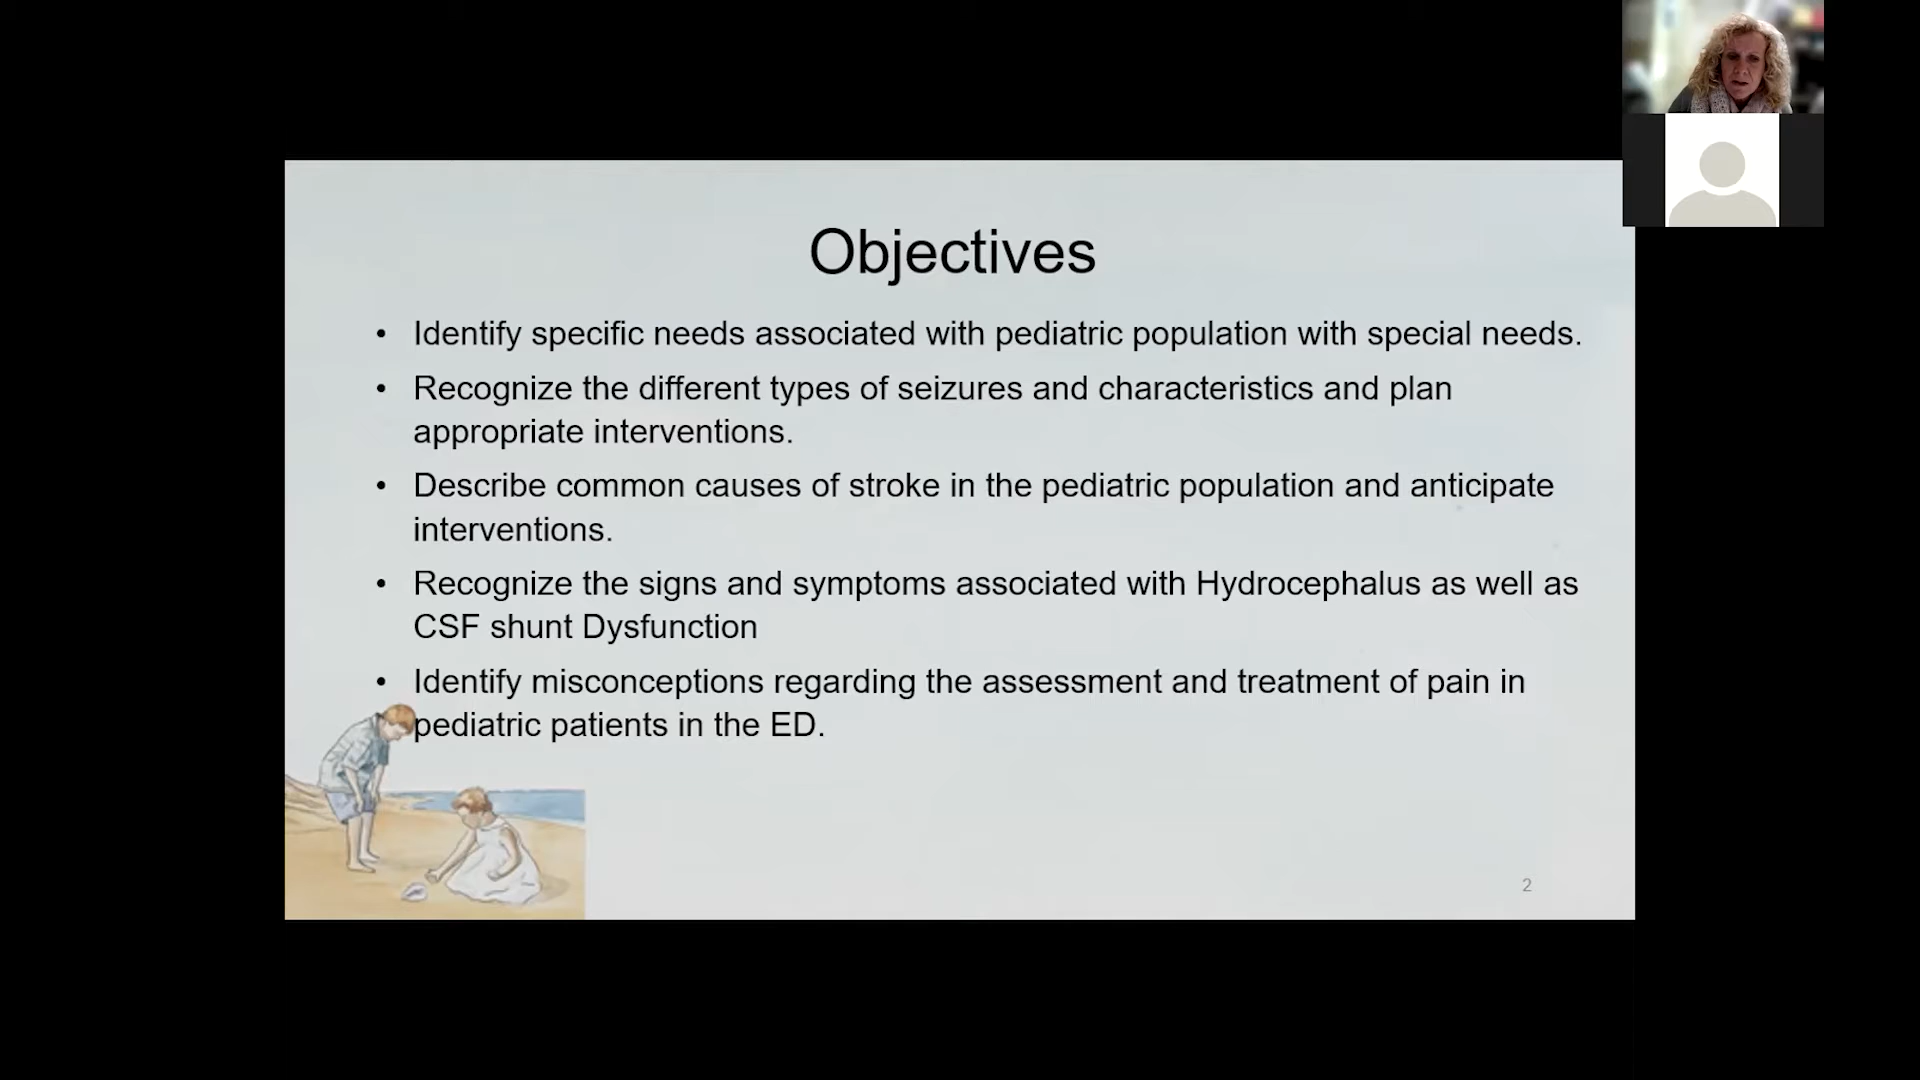 Objectives
• Identify specific needs associated with pediatric population with special needs.
• Recognize the different types of seizures and characteristics and plan
appropriate interventions.
• Describe common causes of stroke in the pediatric population and anticipate
interventions.
• Recognize the signs and symptoms associated with Hydrocephalus as well as
CSF shunt Dysfunction
• Identify misconceptions regarding the assessment and treatment of pain in
pediatric patients in the ED.
2